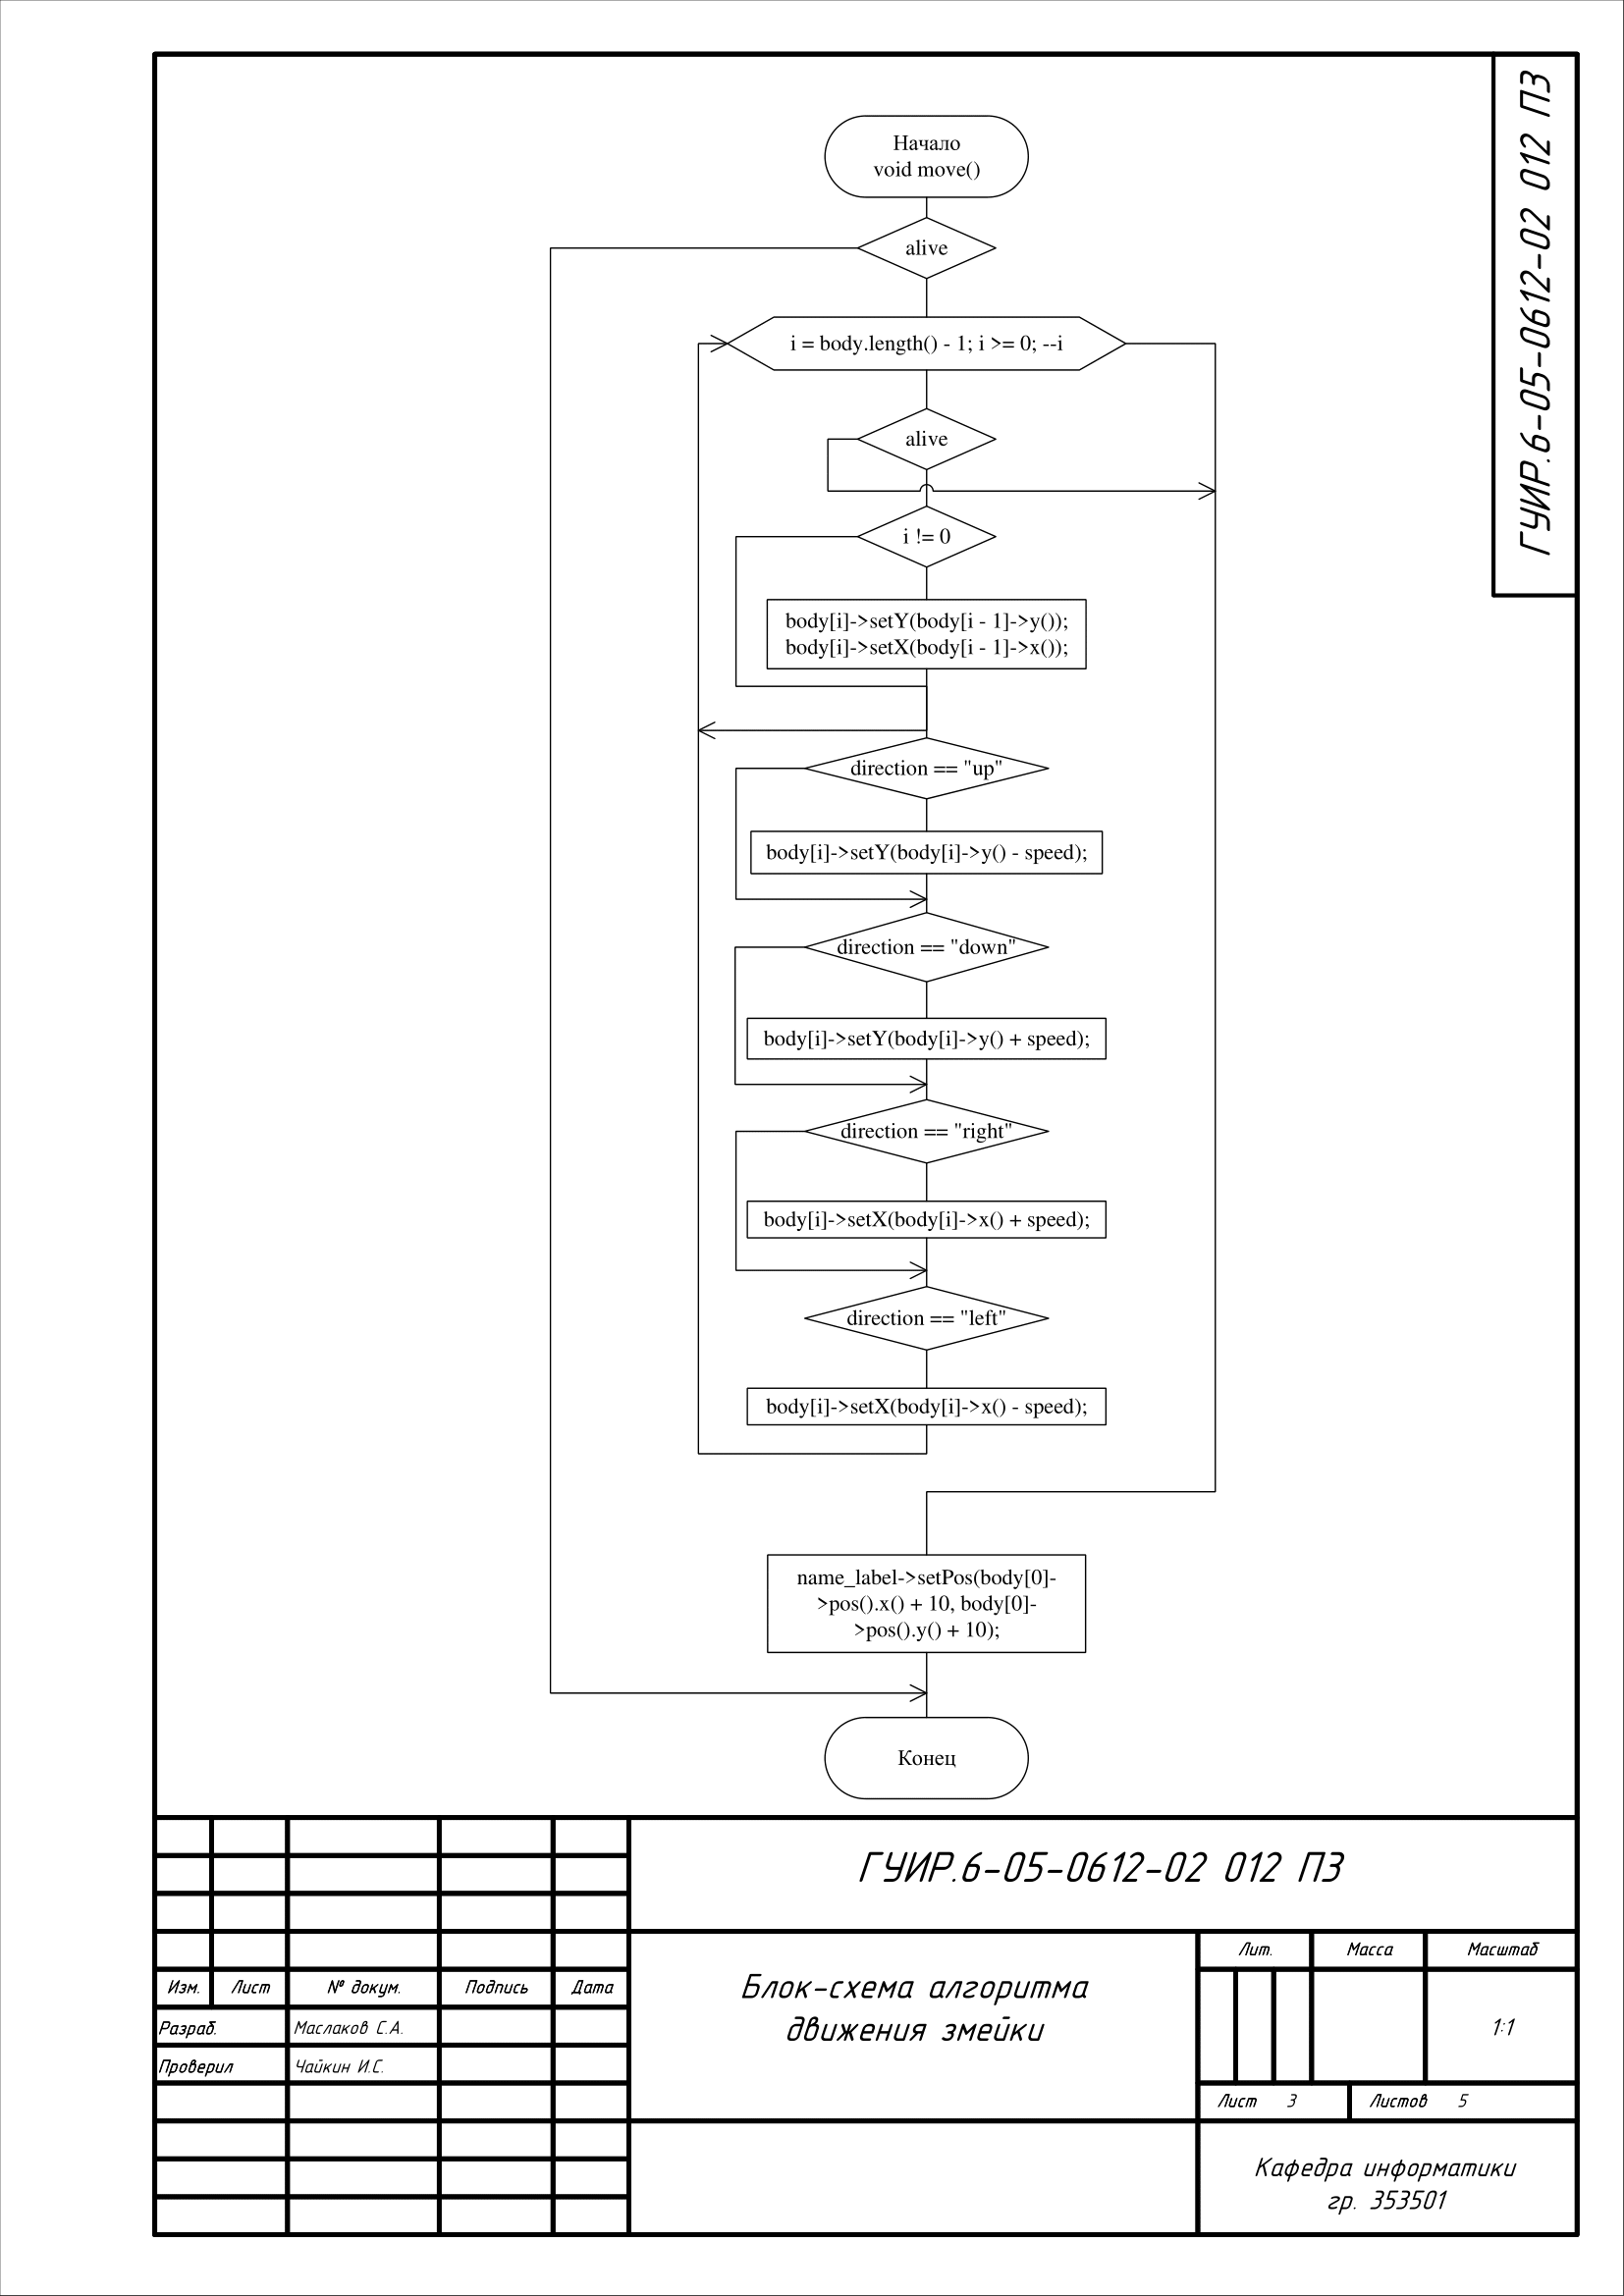 ГУИР.6-05-0612-02 012 ПЗ
Начало
void move()
alive
i = body.length() - 1; i >= 0; --i
alive
i != 0
body[i]->setY(body[i - 1]->y());
body[i]->setX(body[i - 1]->x());
direction == "up"
body[i]->setY(body[i]->y() - speed);
direction == "down"
body[i]->setY(body[i]->y() + speed);
direction == "right"
body[i]->setX(body[i]->x() + speed);
direction == "left"
body[i]->setX(body[i]->x() - speed);
name_label->setPos(body[0]-
>pos().x() + 10, body[0]-
>pos().y() + 10);
Конец
ГУИР.6-05-0612-02 012 ПЗ
Изм. Лист № докум. Подпись Дата
Разраб. Маслаков С.А.
Проверил Чайкин И.С.
Блок-схема алгоритма
движения змейки
Лит. Масса Масштаб
1:1
Лист 3 Листов 5
Кафедра информатики
гр. 353501